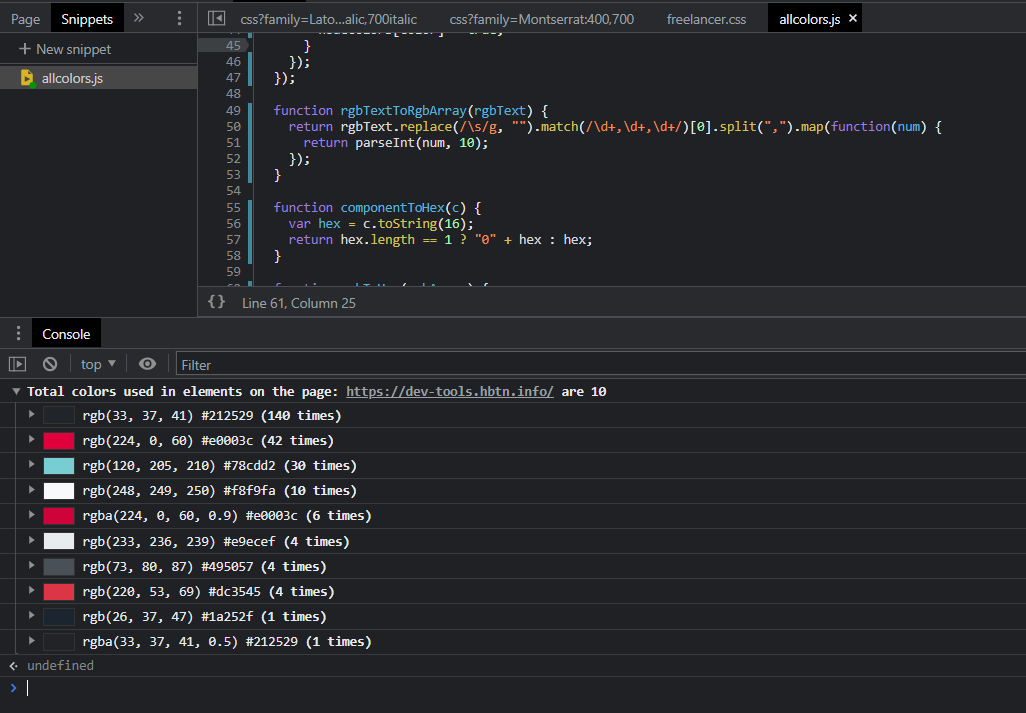 Page Snippets
css?family=Lato...alic,700italic css?family=Montserrat:400,700 freelancer.css allcolors.js ×
+ New snippet
allcolors.js
45 }
46 });
47 });
48
49 function rgbTextToRgbArray(rgbText) {
50 return rgbText.replace(/\s/g, "").match(/\d+,\d+,\d+/)[0].split(",").map(function(num) {
51 return parseInt(num, 10);
52 });
53 }
54
55 function componentToHex(c) {
56 var hex = c.toString(16);
57 return hex.length == 1 ? "0" + hex : hex;
58 }
59
{} Line 61, Column 25
Console
top ▼ Filter
▼ Total colors used in elements on the page: https://dev-tools.hbtn.info/ are 10
rgb(33, 37, 41) #212529 (140 times)
rgb(224, 0, 60) #e0003c (42 times)
rgb(120, 205, 210) #78cdd2 (30 times)
rgb(248, 249, 250) #f8f9fa (10 times)
rgba(224, 0, 60, 0.9) #e0003c (6 times)
rgb(233, 236, 239) #e9ecef (4 times)
rgb(73, 80, 87) #495057 (4 times)
rgb(220, 53, 69) #dc3545 (4 times)
rgb(26, 37, 47) #1a252f (1 times)
rgba(33, 37, 41, 0.5) #212529 (1 times)
undefined